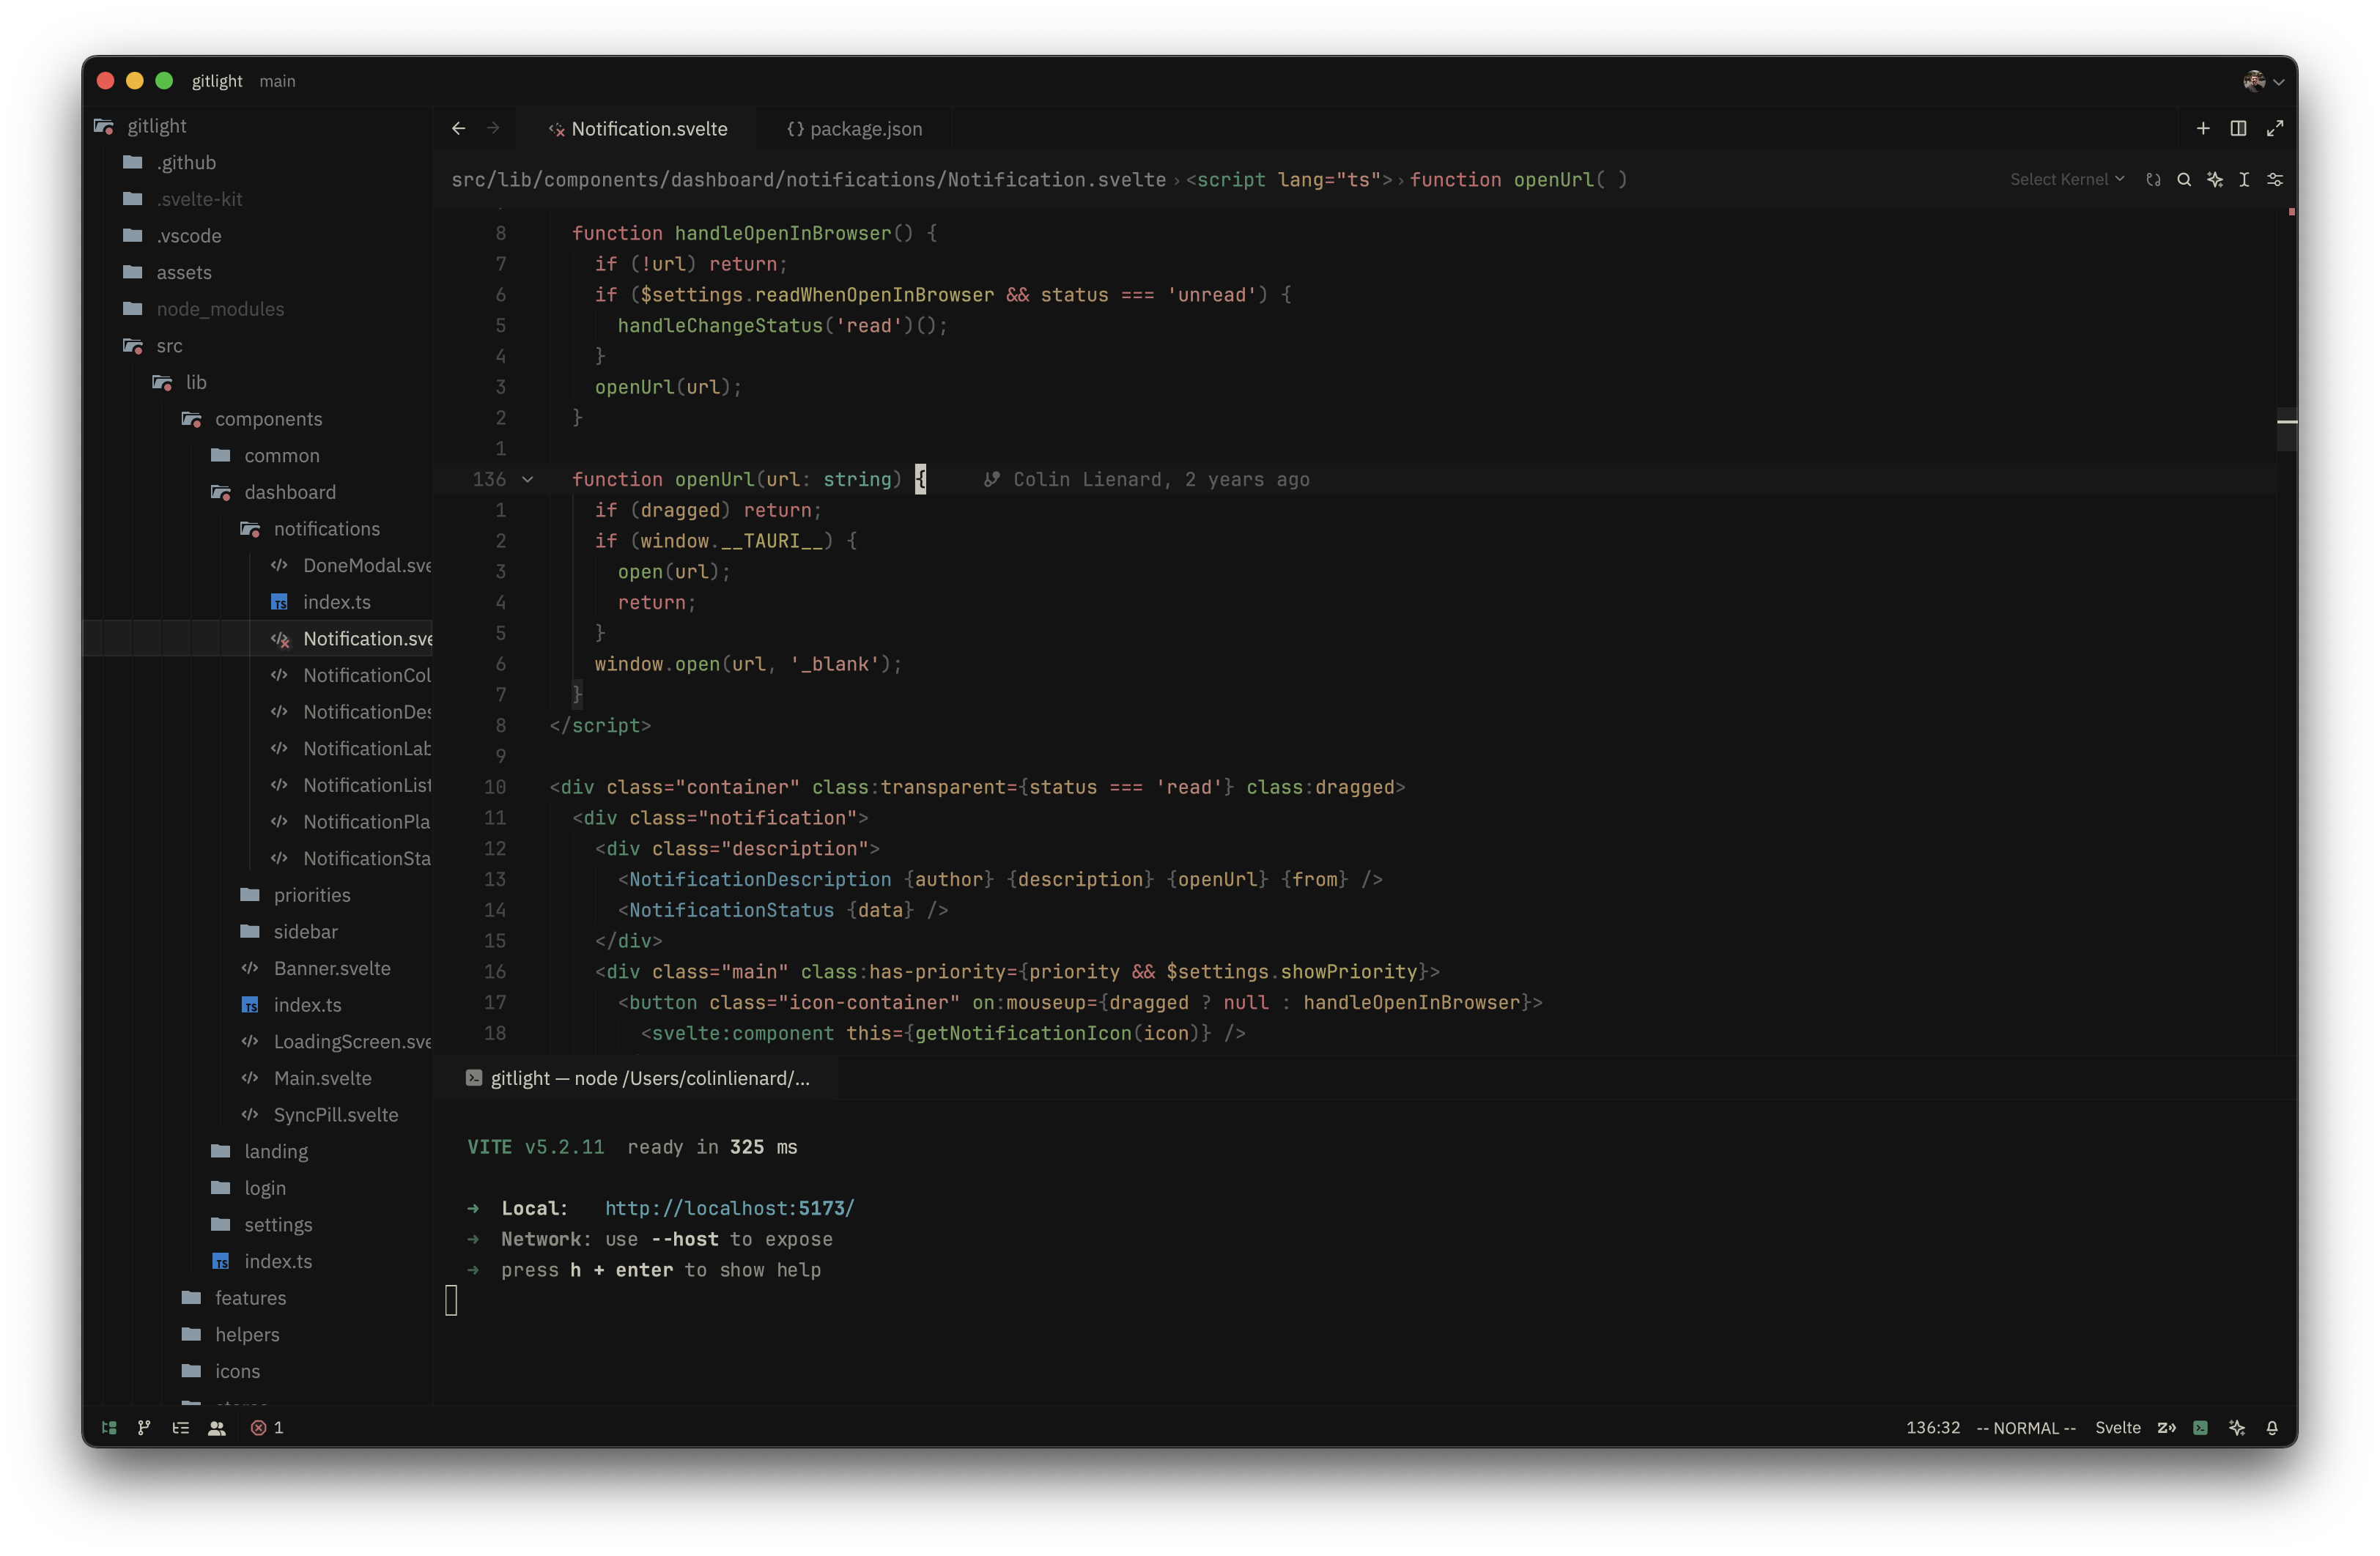 gitlight main
gitlight
.github
.svelte-kit
.vscode
assets
node_modules
src
lib
components
common
dashboard
notifications
DoneModal.sve
index.ts
Notification.sve
NotificationCol
NotificationDes
NotificationLab
NotificationList
NotificationPla
NotificationSta
priorities
sidebar
Banner.svelte
index.ts
LoadingScreen.sve
Main.svelte
SyncPill.svelte
landing
login
settings
index.ts
features
helpers
icons
Notification.svelte
{} package.json
src/lib/components/dashboard/notifications/Notification.svelte › <script lang="ts"> › function openUrl( )
Select Kernel
8 function handleOpenInBrowser() {
7 if (!url) return;
6 if ($settings.readWhenOpenInBrowser && status === 'unread') {
5 handleChangeStatus('read')();
4 }
3 openUrl(url);
2 }
1
136 function openUrl(url: string) { Colin Lienard, 2 years ago
1 if (dragged) return;
2 if (window.__TAURI__) {
3 open(url);
4 return;
5 }
6 window.open(url, '_blank');
7 }
8 </script>
9
10 <div class="container" class:transparent={status === 'read'} class:dragged>
11 <div class="notification">
12 <div class="description">
13 <NotificationDescription {author} {description} {openUrl} {from} />
14 <NotificationStatus {data} />
15 </div>
16 <div class="main" class:has-priority={priority && $settings.showPriority}>
17 <button class="icon-container" on:mouseup={dragged ? null : handleOpenInBrowser}>
18 <svelte:component this={getNotificationIcon(icon)} />
gitlight — node /Users/colinlienard/...
VITE v5.2.11 ready in 325 ms
➜ Local: http://localhost:5173/
➜ Network: use --host to expose
➜ press h + enter to show help
1
136:32 -- NORMAL -- Svelte